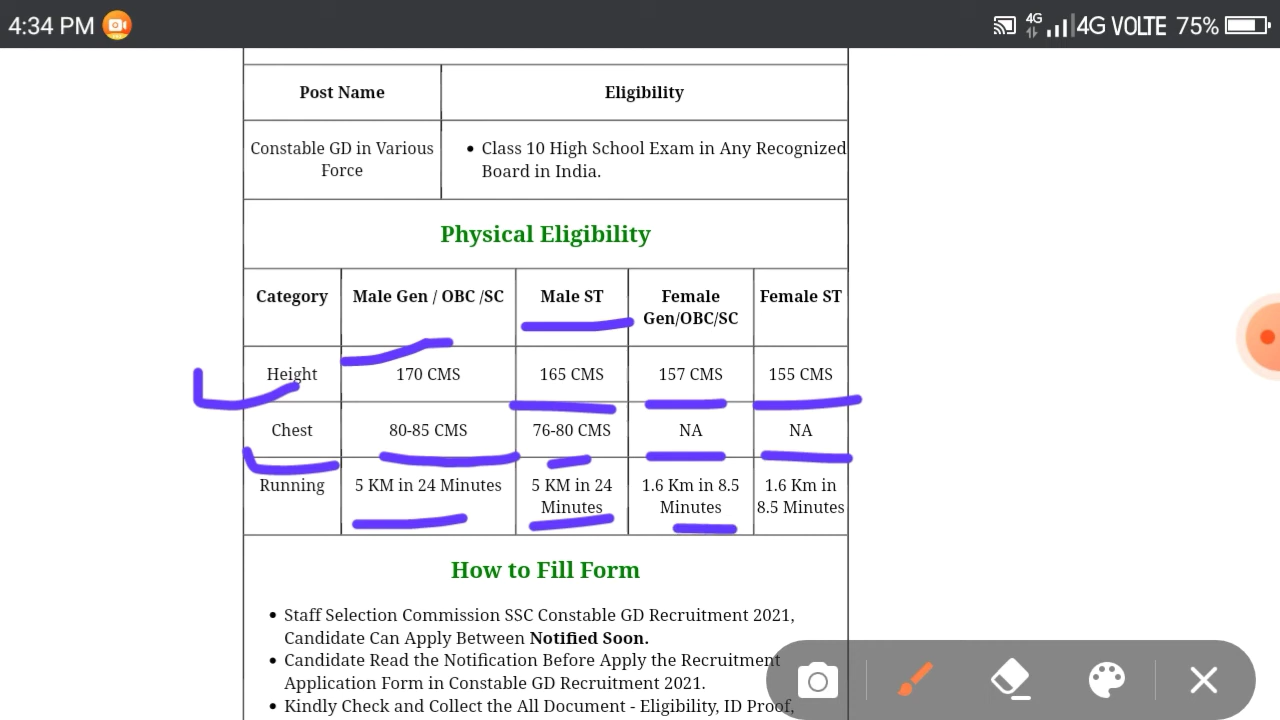 4:34 PM 4G 4G VOLTE 75%
Post Name Eligibility
Constable GD in Various Force
• Class 10 High School Exam in Any Recognized
Board in India.
Physical Eligibility
Category Male Gen / OBC /SC Male ST Female Gen/OBC/SC Female ST
Height 170 CMS 165 CMS 157 CMS 155 CMS
Chest 80-85 CMS 76-80 CMS NA NA
Running 5 KM in 24 Minutes 5 KM in 24 Minutes 1.6 Km in 8.5 Minutes 1.6 Km in 8.5 Minutes
How to Fill Form
• Staff Selection Commission SSC Constable GD Recruitment 2021,
Candidate Can Apply Between Notified Soon.
• Candidate Read the Notification Before Apply the Recruitment
Application Form in Constable GD Recruitment 2021.
• Kindly Check and Collect the All Document - Eligibility, ID Proof,